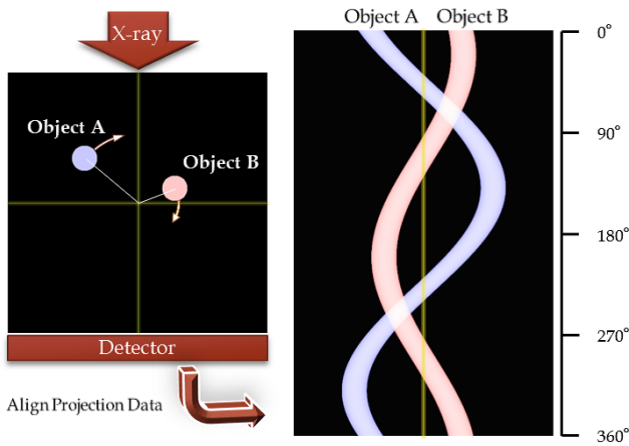 X-ray
Object A
Object B
Detector
Align Projection Data
Object A Object B
0°
90°
180°
270°
360°